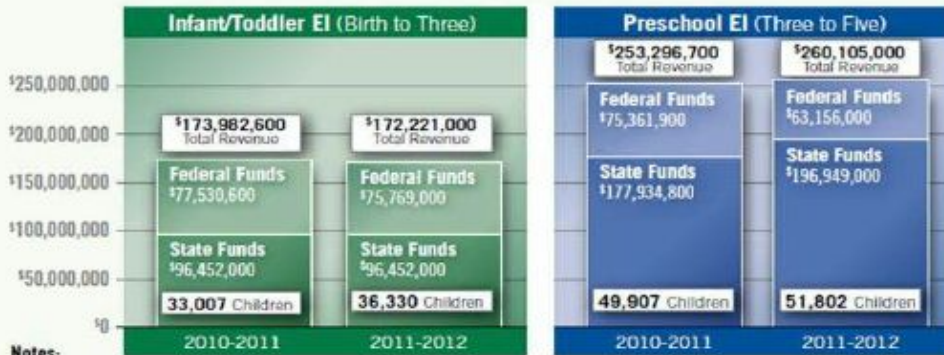 Infant/Toddler EI (Birth to Three)
$250,000,000
$200,000,000
$150,000,000
$100,000,000
$50,000,000
$0
$173,982,600
Total Revenue
Federal Funds
$77,530,600
State Funds
$96,452,000
33,007 Children
2010-2011
$172,221,000
Total Revenue
Federal Funds
$75,769,000
State Funds
$96,452,000
36,330 Children
2011-2012
Preschool EI (Three to Five)
$253,296,700
Total Revenue
Federal Funds
$75,361,900
State Funds
$177,934,800
49,907 Children
2010-2011
$260,105,000
Total Revenue
Federal Funds
$63,156,000
State Funds
$196,949,000
51,802 Children
2011-2012
Notes: